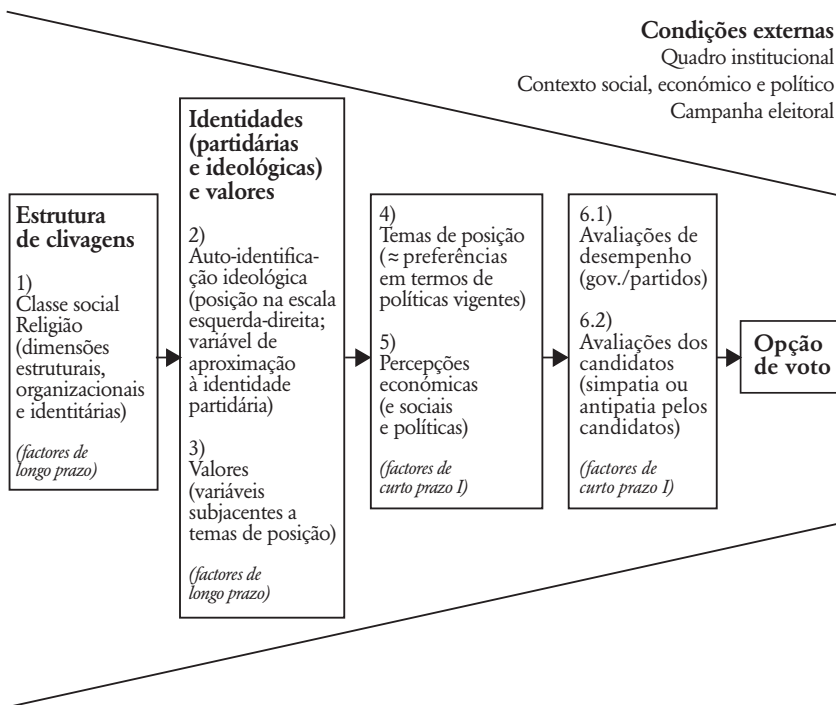 Condições externas
Quadro institucional
Contexto social, económico e político
Campanha eleitoral
Estrutura
de clivagens
1)
Classe social
Religião
(dimensões
estruturais,
organizacionais
e identitárias)
(factores de
longo prazo)
Identidades
(partidárias
e ideológicas)
e valores
2)
Auto-identifica-
ção ideológica
(posição na escala
esquerda-direita;
variável de
aproximação
à identidade
partidária)
3)
Valores
(variáveis
subjacentes a
temas de posição)
(factores de
longo prazo)
4)
Temas de posição
(≈ preferências
em termos de
políticas vigentes)
5)
Percepções
económicas
(e sociais
e políticas)
(factores de
curto prazo I)
6.1)
Avaliações de
desempenho
(gov./partidos)
6.2)
Avaliações dos
candidatos
(simpatia ou
antipatia pelos
candidatos)
(factores de
curto prazo I)
Opção
de voto